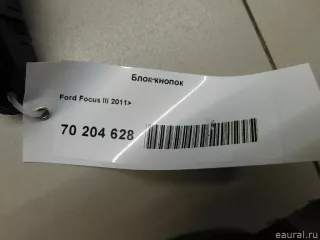 Блок кнопок
Ford Focus III 2011>
70 204 628
eaural.ru